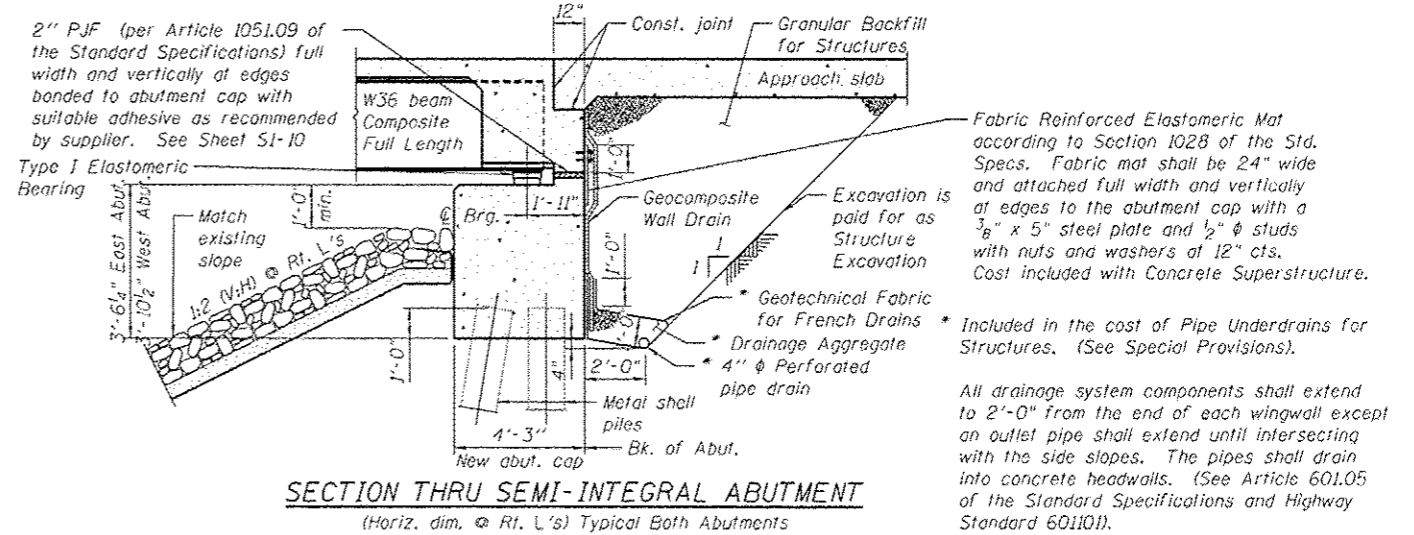 2" PJF (per Article 1051.09 of
the Standard Specifications) full
width and vertically at edges
bonded to abutment cap with
suitable adhesive as recommended
by supplier. See Sheet S1-10
Type I Elastomeric
Bearing
12"
Const. joint
Granular Backfill
for Structures
Approach slab
W36 beam
Composite
Full Length
1'-0"
Fabric Reinforced Elastomeric Mat
according to Section 1028 of the Std.
Specs. Fabric mat shall be 24" wide
and attached full width and vertically
at edges to the abutment cap with a
3/8" x 5" steel plate and 1/2" ϕ studs
with nuts and washers at 12" cts.
Cost included with Concrete Superstructure.
3'-6 1/4" East Abut.
3'-10 1/2" West Abut.
Match
existing
slope
1'-0"
min.
℄
Brg.
1'-11"
Geocomposite
Wall Drain
Excavation is
paid for as
Structure
Excavation
1:2 (V:H) @ Rt. L's
1'-0"
1
1
* Geotechnical Fabric
for French Drains
* Drainage Aggregate
* 4" ϕ Perforated
pipe drain
1'-0"
4"
2'-0"
Metal shell
piles
4'-3"
Bk. of Abut.
New abut. cap
* Included in the cost of Pipe Underdrains for
Structures. (See Special Provisions).
All drainage system components shall extend
to 2'-0" from the end of each wingwall except
an outlet pipe shall extend until intersecting
with the side slopes. The pipes shall drain
into concrete headwalls. (See Article 601.05
of the Standard Specifications and Highway
Standard 601101).
SECTION THRU SEMI-INTEGRAL ABUTMENT
(Horiz. dim. @ Rt. L's) Typical Both Abutments